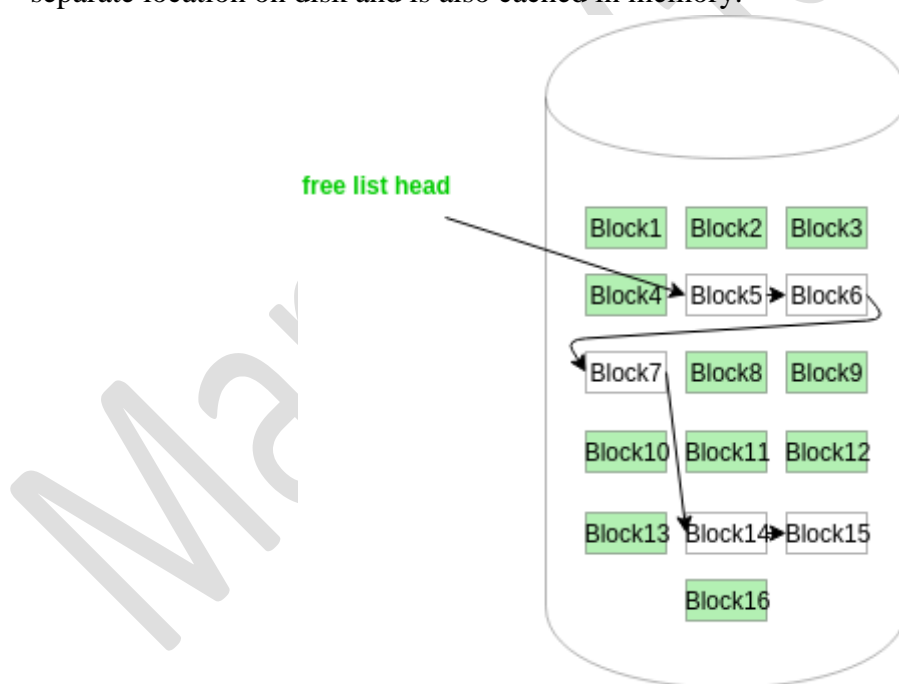 separate location on disk and is also cached in memory.
free list head
Block1 Block2 Block3
Block4 Block5 Block6
Block7 Block8 Block9
Block10 Block11 Block12
Block13 Block14 Block15
Block16